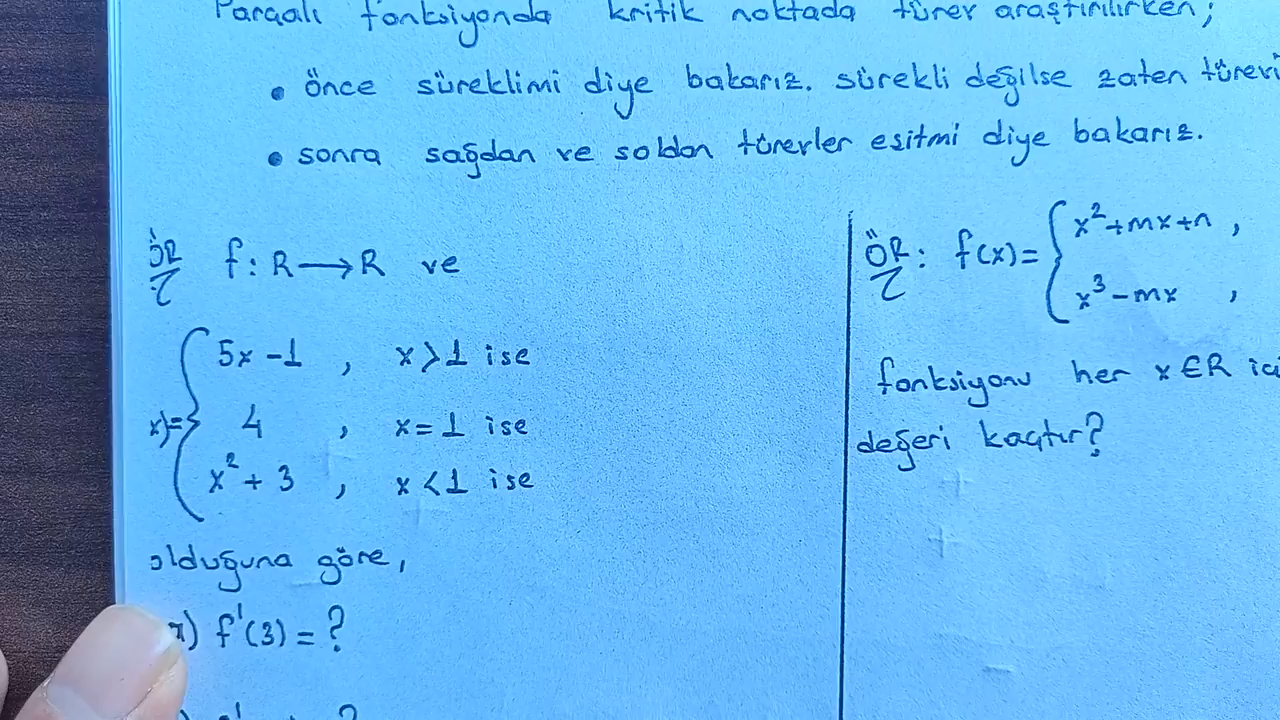 Parçalı fonksiyonda kritik noktada türev araştırılırken;
• önce süreklimi diye bakarız. sürekli değilse zaten türevi
• sonra sağdan ve soldan türevler eşitmi diye bakarız.
ÖR f: R→R ve
x)={ 5x-1 , x>1 ise
4 , x=1 ise
x²+3 , x<1 ise
olduğuna göre,
a) f'(3)=?
?
ÖR: f(x)={ x²+mx+n ,
x³-mx ,
fonksiyonu her x∈R içi
değeri kaçtır?